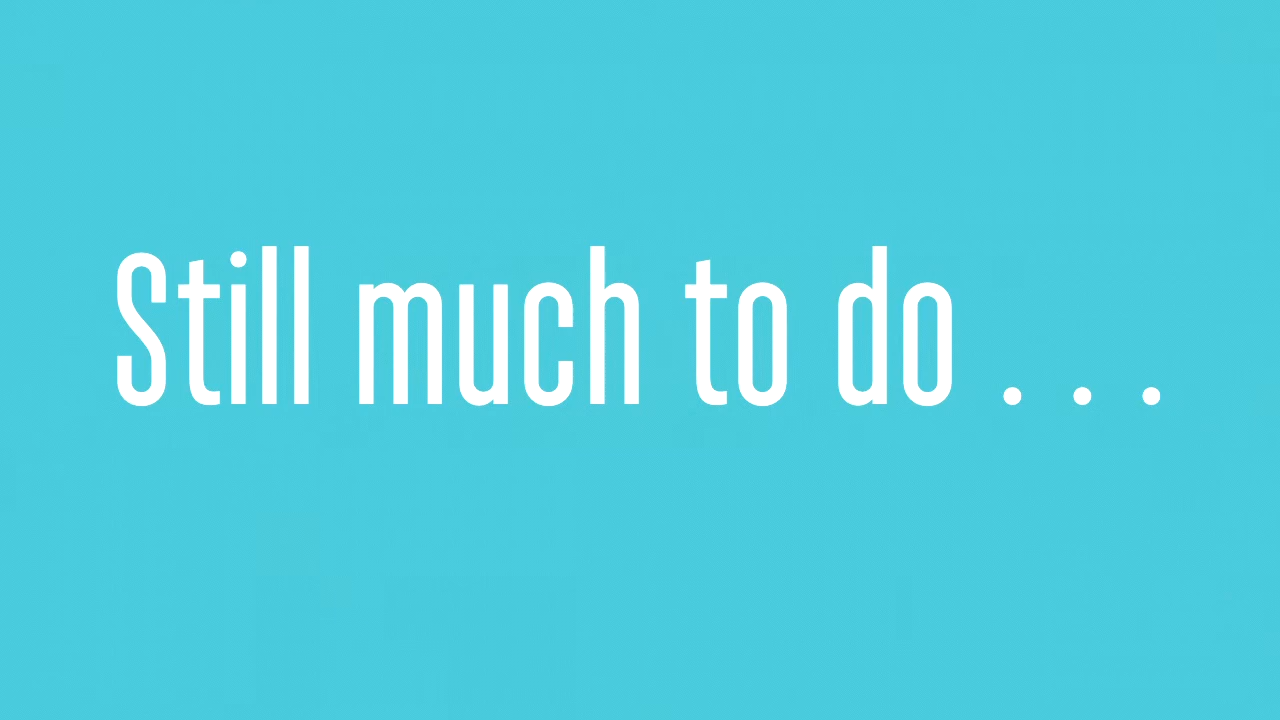 Still much to do . . .